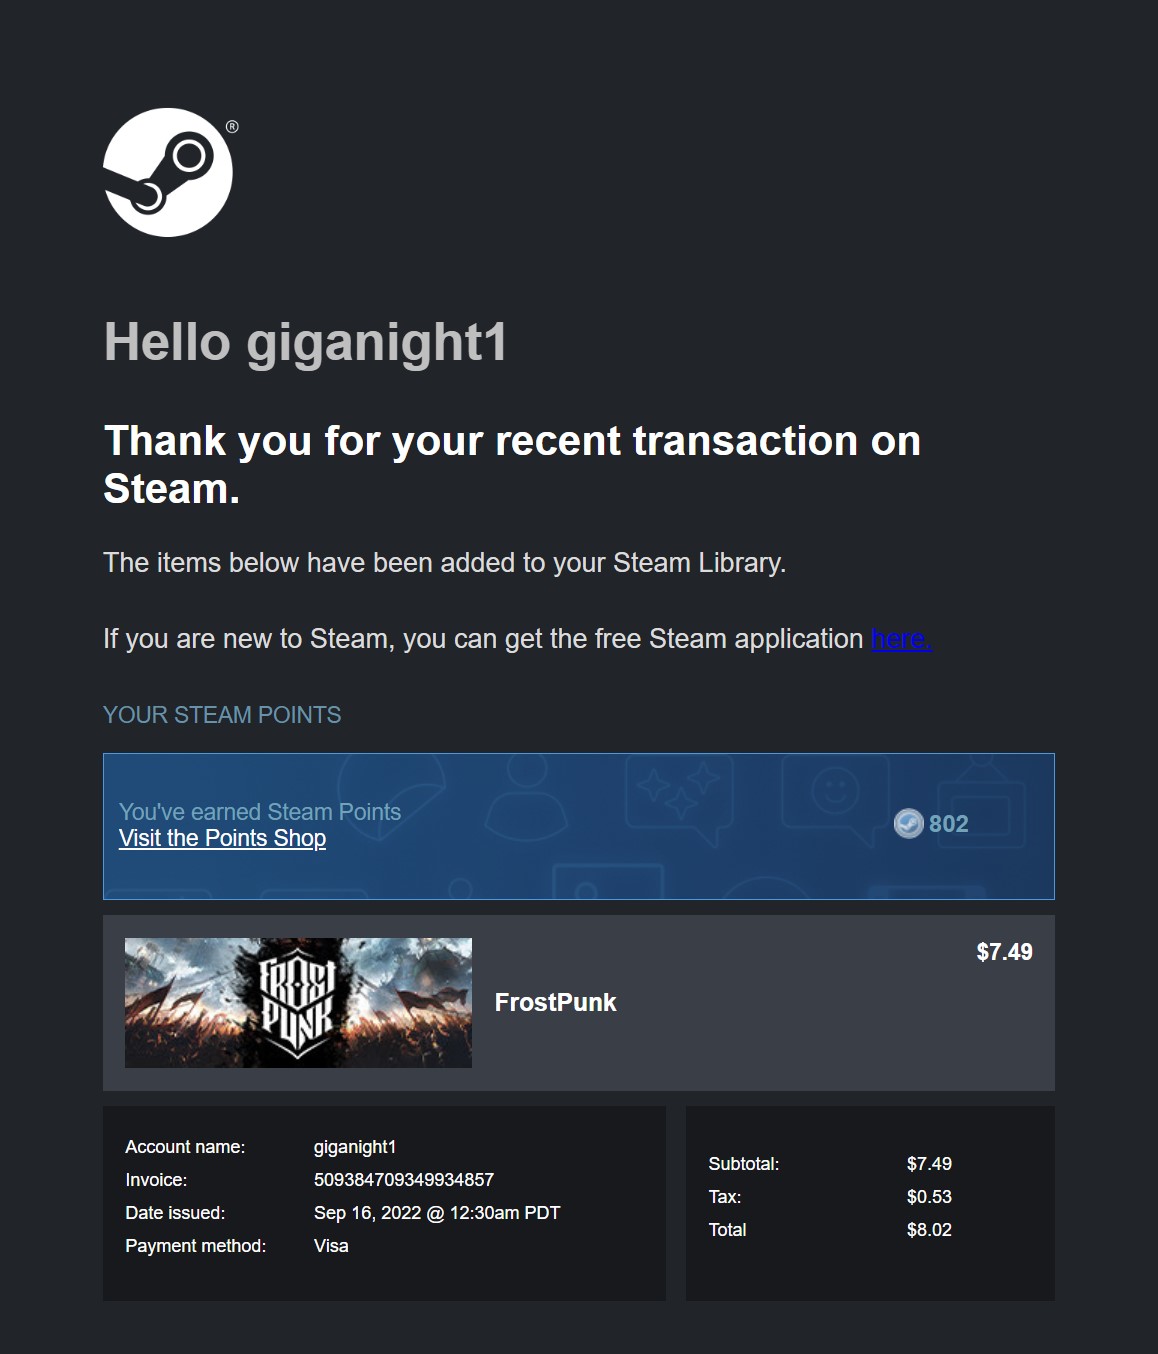 ®
Hello giganight1
Thank you for your recent transaction on
Steam.
The items below have been added to your Steam Library.
If you are new to Steam, you can get the free Steam application here.
YOUR STEAM POINTS
You've earned Steam Points
Visit the Points Shop
802
FROST
PUNK
FrostPunk
$7.49
Account name: giganight1
Invoice: 509384709349934857
Date issued: Sep 16, 2022 @ 12:30am PDT
Payment method: Visa
Subtotal: $7.49
Tax: $0.53
Total $8.02